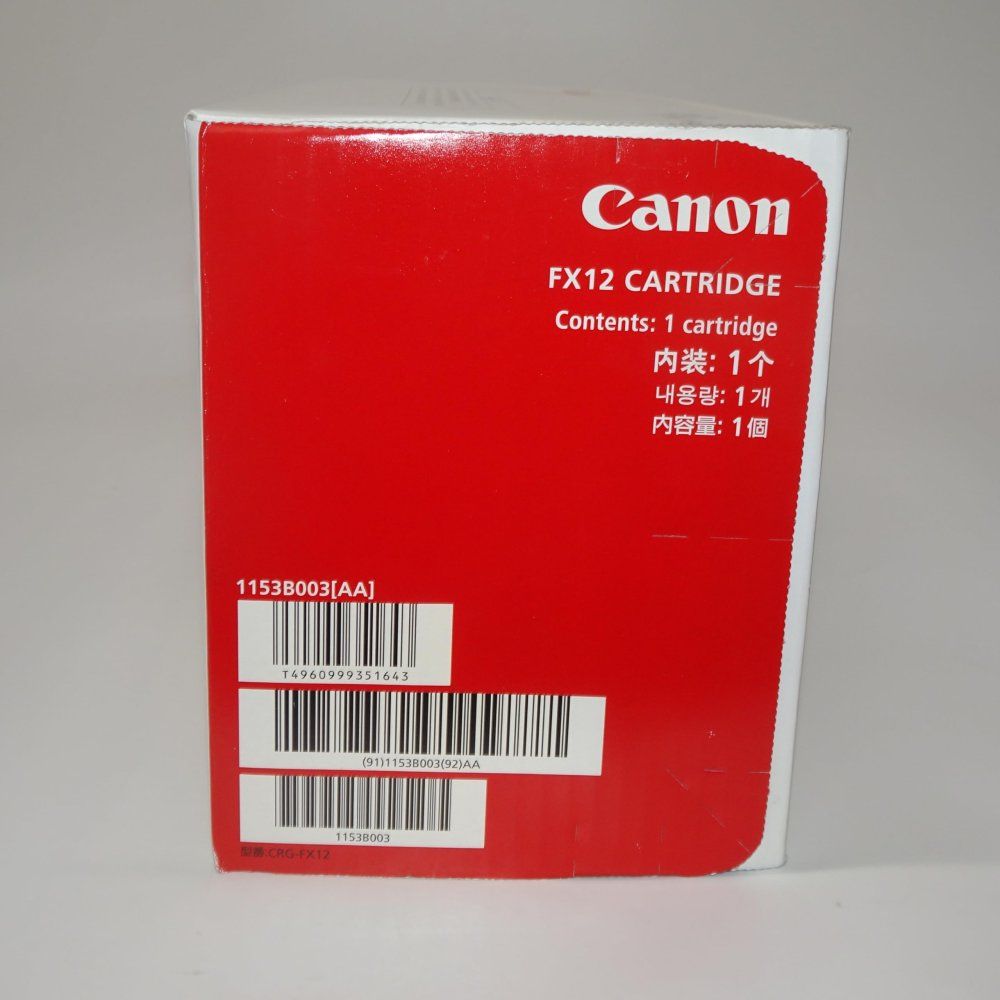 Canon
FX12 CARTRIDGE
Contents: 1 cartridge
内装: 1个
내용량: 1개
内容量: 1個
1153B003[AA]
T4960999351643
(91)1153B003(92)AA
1153B003
型番:CRG-FX12